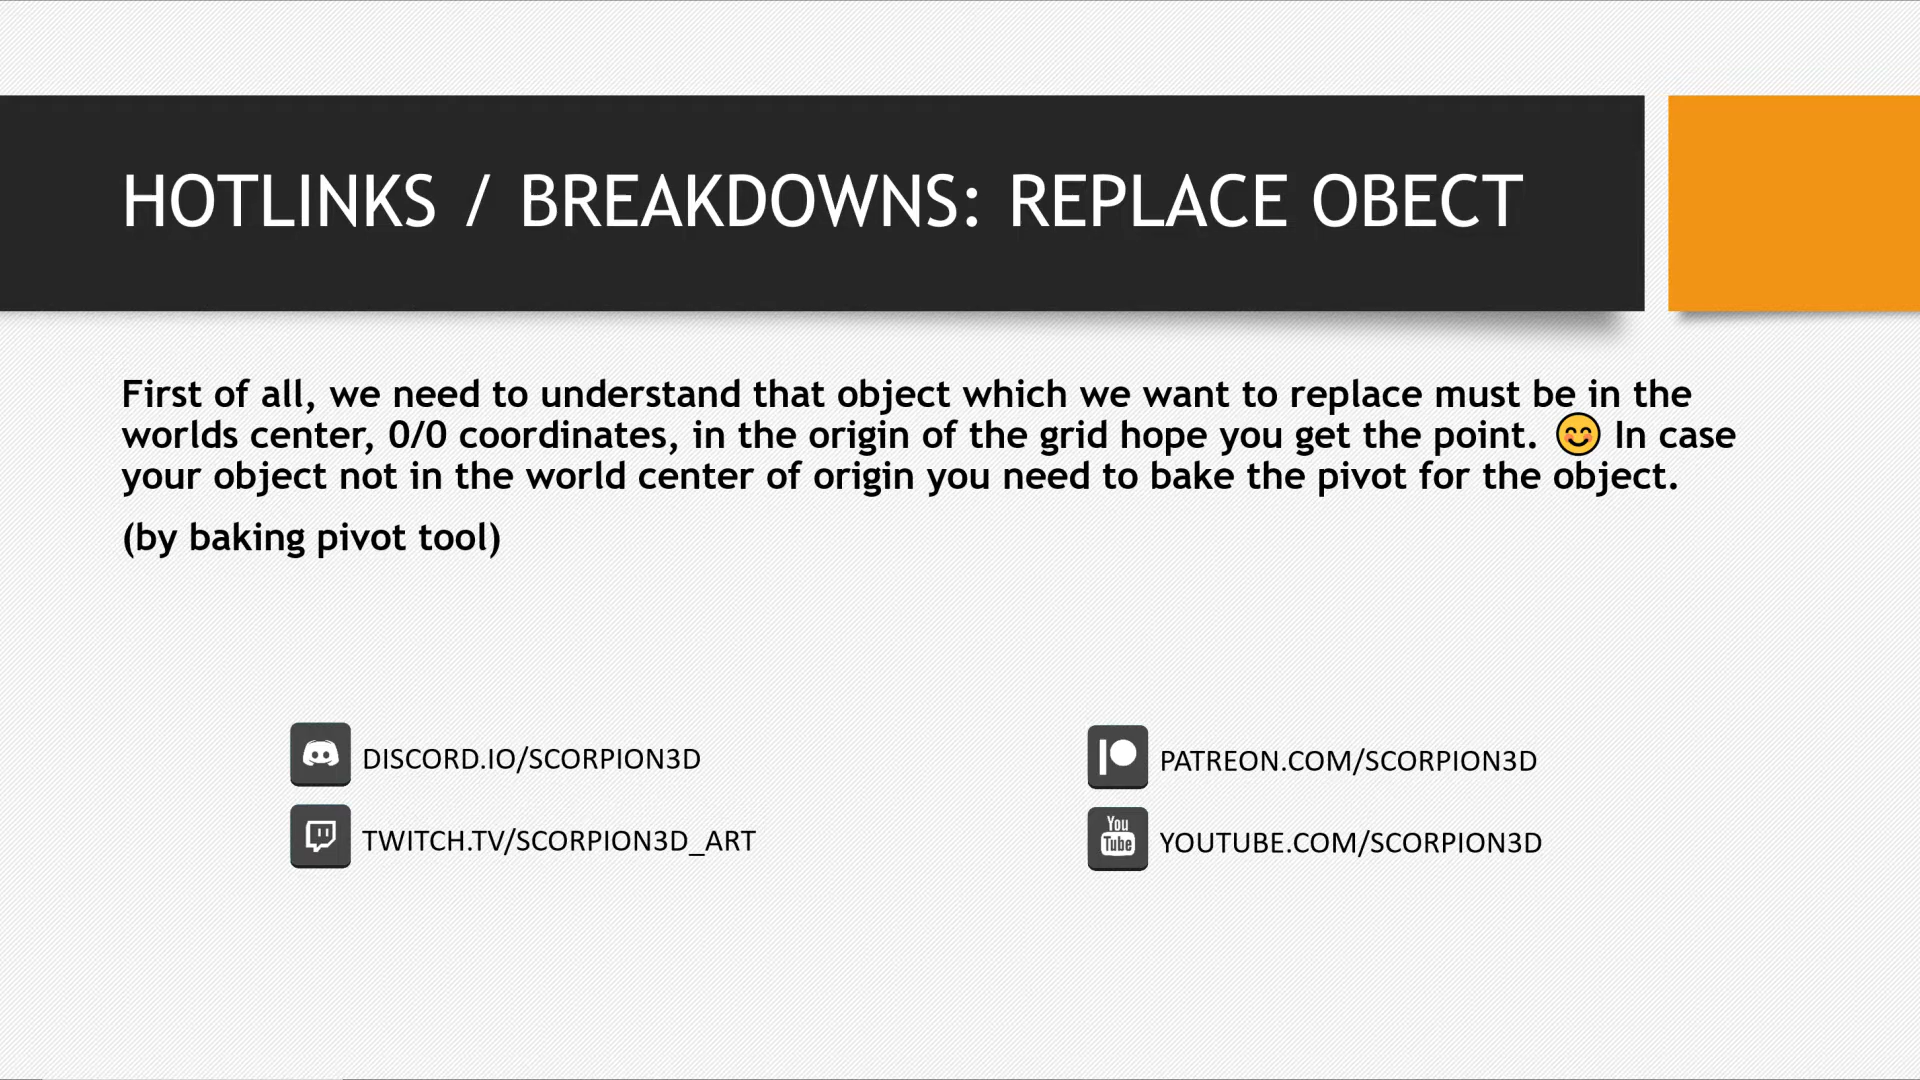 HOTLINKS / BREAKDOWNS: REPLACE OBECT
First of all, we need to understand that object which we want to replace must be in the
worlds center, 0/0 coordinates, in the origin of the grid hope you get the point. 😊 In case
your object not in the world center of origin you need to bake the pivot for the object.
(by baking pivot tool)
DISCORD.IO/SCORPION3D
TWITCH.TV/SCORPION3D_ART
PATREON.COM/SCORPION3D
You
Tube
YOUTUBE.COM/SCORPION3D